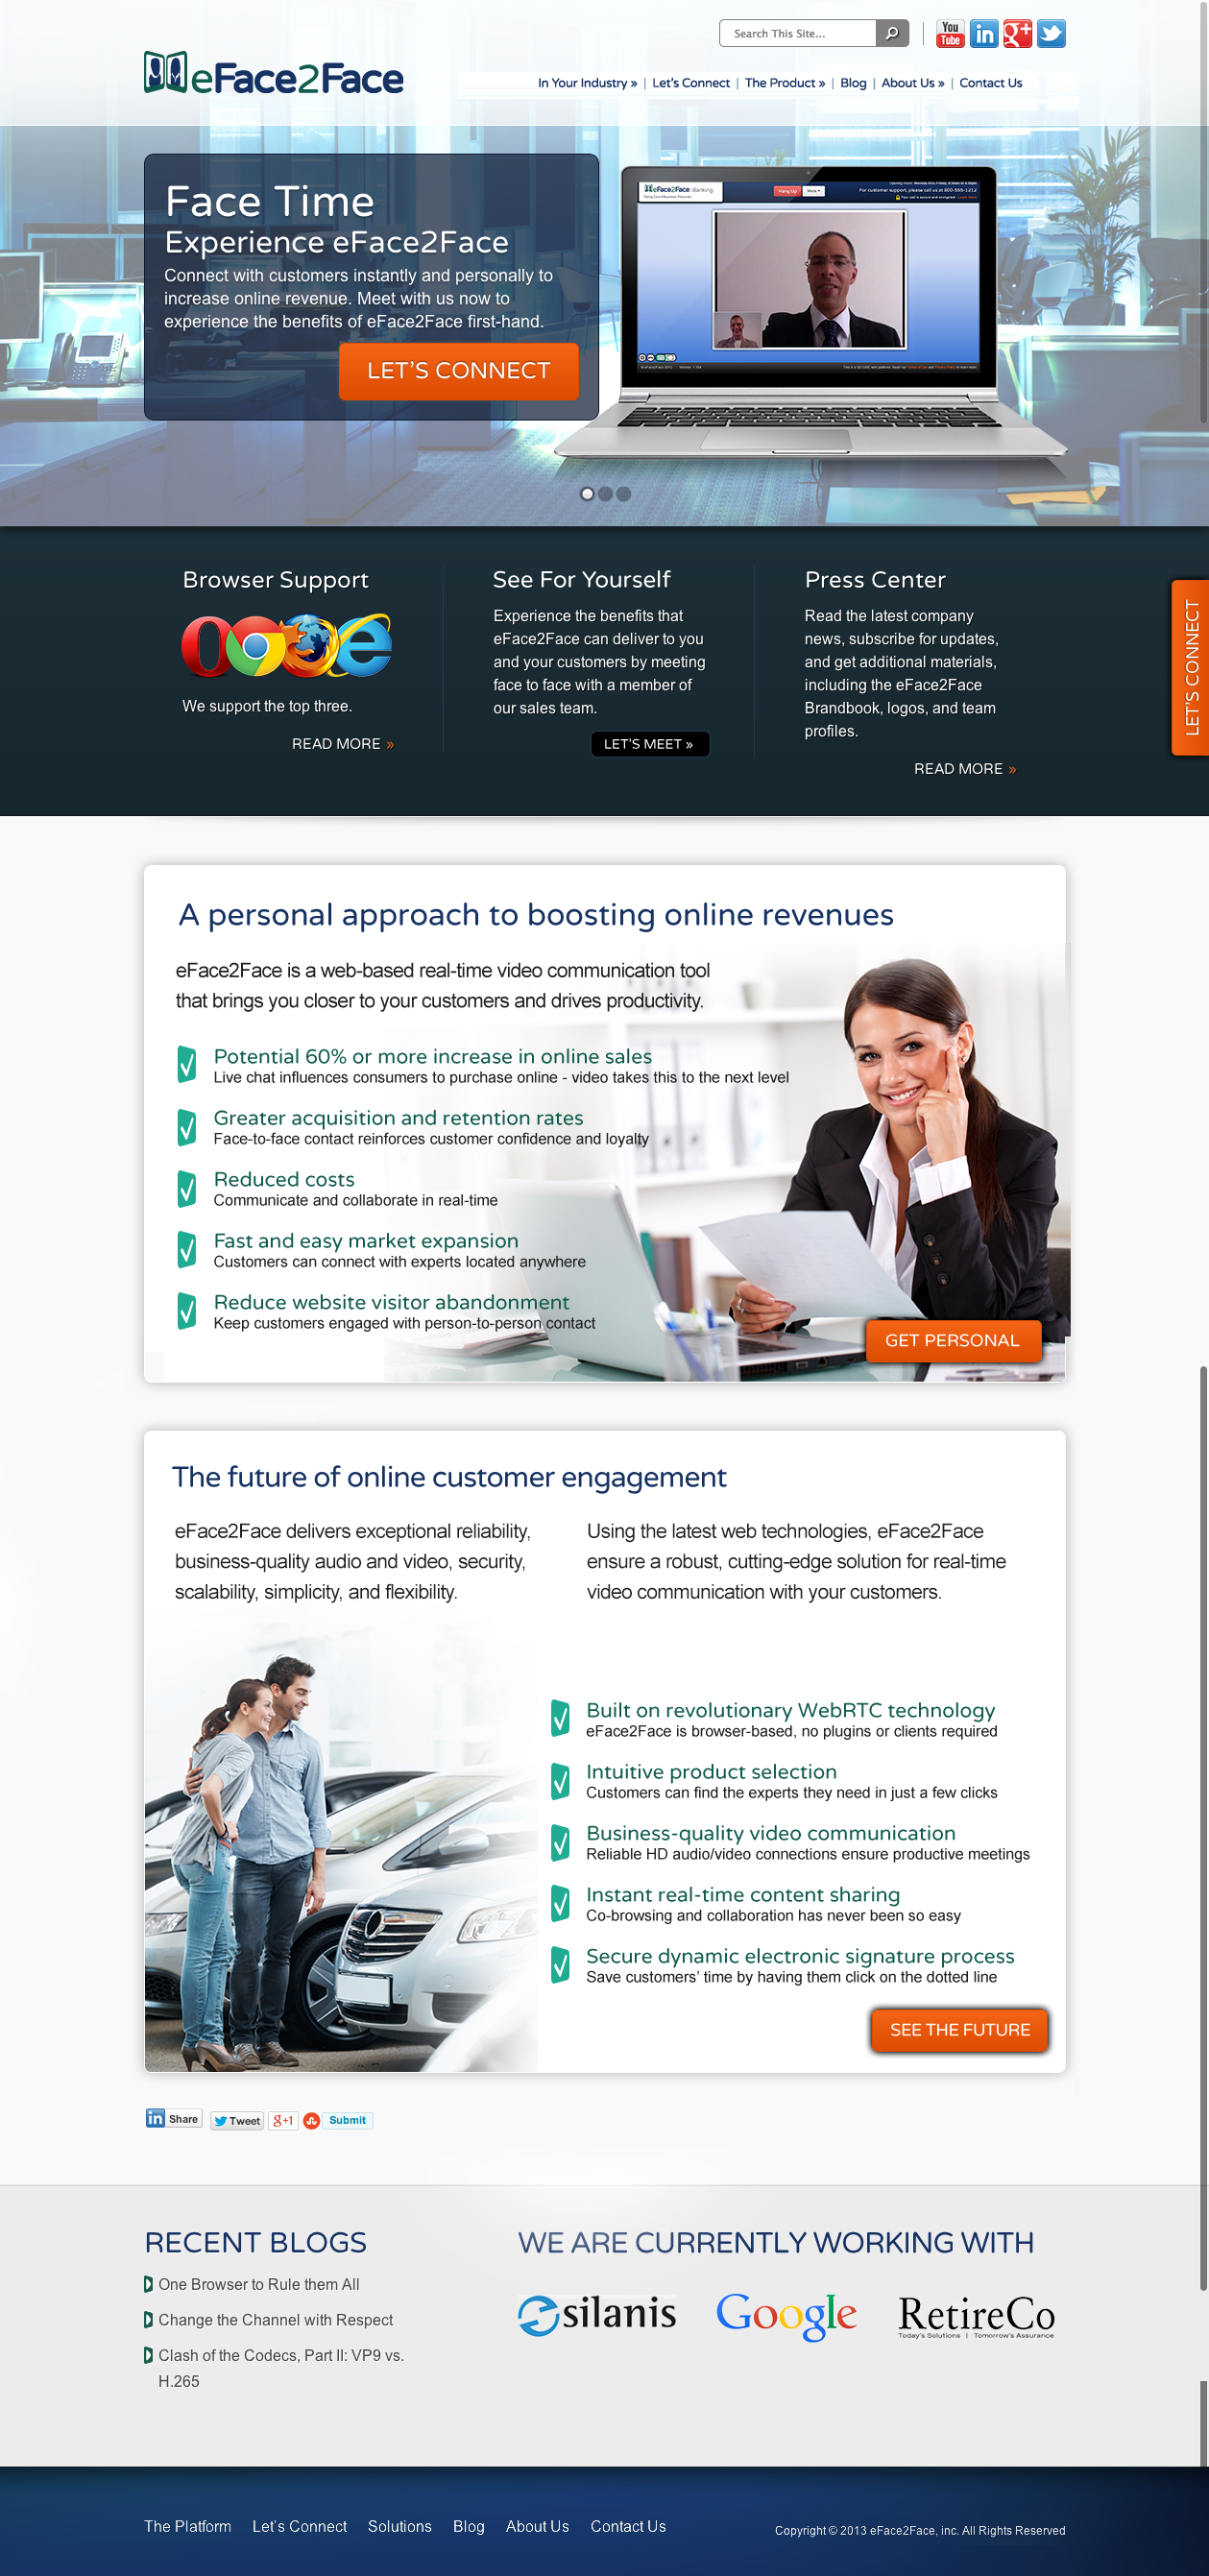 Search This Site...
You
Tube
in
g+
eFace2Face
In Your Industry » | Let's Connect | The Product » | Blog | About Us » | Contact Us
Face Time
Experience eFace2Face
Connect with customers instantly and personally to
increase online revenue. Meet with us now to
experience the benefits of eFace2Face first-hand.
LET'S CONNECT
eFace2Face Banking
Hang Up
For customer support, please call us at 800-555-1212
Browser Support
We support the top three.
READ MORE »
See For Yourself
Experience the benefits that
eFace2Face can deliver to you
and your customers by meeting
face to face with a member of
our sales team.
LET'S MEET »
Press Center
Read the latest company
news, subscribe for updates,
and get additional materials,
including the eFace2Face
Brandbook, logos, and team
profiles.
READ MORE »
LET'S CONNECT
A personal approach to boosting online revenues
eFace2Face is a web-based real-time video communication tool
that brings you closer to your customers and drives productivity.
Potential 60% or more increase in online sales
Live chat influences consumers to purchase online - video takes this to the next level
Greater acquisition and retention rates
Face-to-face contact reinforces customer confidence and loyalty
Reduced costs
Communicate and collaborate in real-time
Fast and easy market expansion
Customers can connect with experts located anywhere
Reduce website visitor abandonment
Keep customers engaged with person-to-person contact
GET PERSONAL
The future of online customer engagement
eFace2Face delivers exceptional reliability,
business-quality audio and video, security,
scalability, simplicity, and flexibility.
Using the latest web technologies, eFace2Face
ensure a robust, cutting-edge solution for real-time
video communication with your customers.
Built on revolutionary WebRTC technology
eFace2Face is browser-based, no plugins or clients required
Intuitive product selection
Customers can find the experts they need in just a few clicks
Business-quality video communication
Reliable HD audio/video connections ensure productive meetings
Instant real-time content sharing
Co-browsing and collaboration has never been so easy
Secure dynamic electronic signature process
Save customers' time by having them click on the dotted line
SEE THE FUTURE
in Share Tweet g+1 Submit
RECENT BLOGS
One Browser to Rule them All
Change the Channel with Respect
Clash of the Codecs, Part II: VP9 vs.
H.265
WE ARE CURRENTLY WORKING WITH
silanis
Google
RetireCo
Today's Solutions | Tomorrow's Assurance
The Platform Let's Connect Solutions Blog About Us Contact Us
Copyright © 2013 eFace2Face, inc. All Rights Reserved